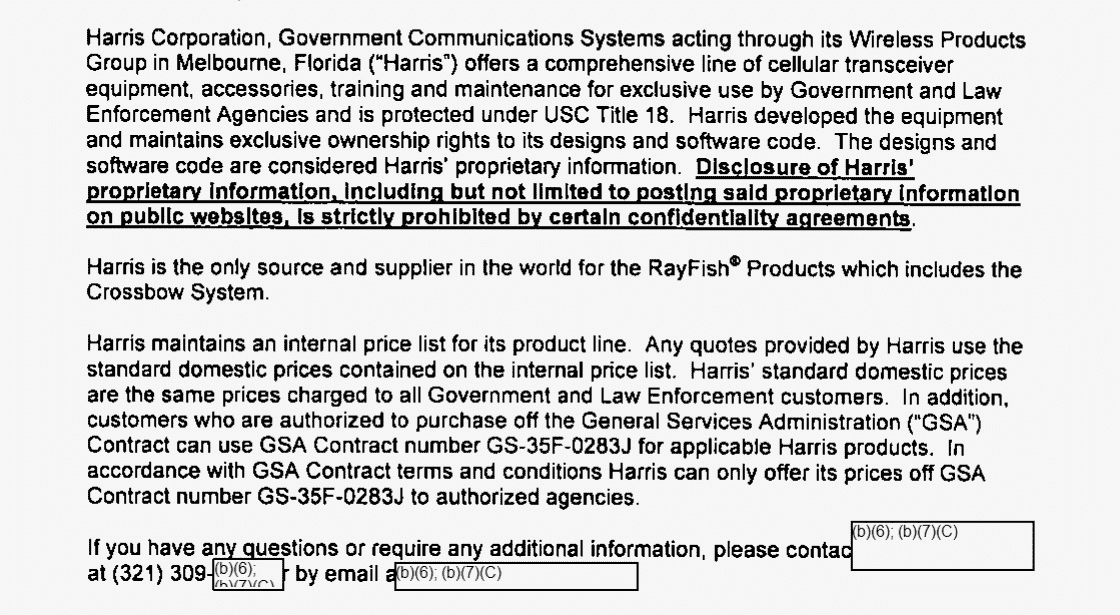 Harris Corporation, Government Communications Systems acting through its Wireless Products
Group in Melbourne, Florida ("Harris") offers a comprehensive line of cellular transceiver
equipment, accessories, training and maintenance for exclusive use by Government and Law
Enforcement Agencies and is protected under USC Title 18. Harris developed the equipment
and maintains exclusive ownership rights to its designs and software code. The designs and
software code are considered Harris' proprietary information. Disclosure of Harris'
proprietary information, including but not limited to posting said proprietary information
on public websites, is strictly prohibited by certain confidentiality agreements.
Harris is the only source and supplier in the world for the RayFish® Products which includes the
Crossbow System.
Harris maintains an internal price list for its product line. Any quotes provided by Harris use the
standard domestic prices contained on the internal price list. Harris' standard domestic prices
are the same prices charged to all Government and Law Enforcement customers. In addition,
customers who are authorized to purchase off the General Services Administration ("GSA")
Contract can use GSA Contract number GS-35F-0283J for applicable Harris products. In
accordance with GSA Contract terms and conditions Harris can only offer its prices off GSA
Contract number GS-35F-0283J to authorized agencies.
If you have any questions or require any additional information, please contac (b)(6); (b)(7)(C)
at (321) 309- (b)(6); (b)(7)(C) r by email a (b)(6); (b)(7)(C)